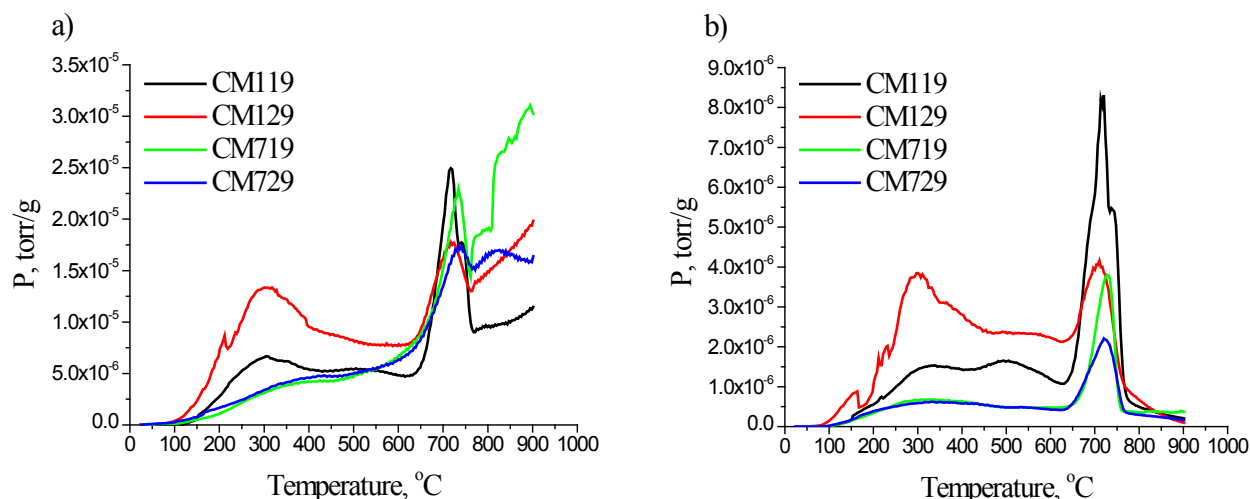 a)
3.5x10⁻⁵
3.0x10⁻⁵
2.5x10⁻⁵
2.0x10⁻⁵
1.5x10⁻⁵
1.0x10⁻⁵
5.0x10⁻⁶
0.0
P, torr/g
CM119
CM129
CM719
CM729
0 100 200 300 400 500 600 700 800 900 1000
Temperature, °C
b)
9.0x10⁻⁶
8.0x10⁻⁶
7.0x10⁻⁶
6.0x10⁻⁶
5.0x10⁻⁶
4.0x10⁻⁶
3.0x10⁻⁶
2.0x10⁻⁶
1.0x10⁻⁶
0.0
P, torr/g
CM119
CM129
CM719
CM729
0 100 200 300 400 500 600 700 800 900 1000
Temperature, °C